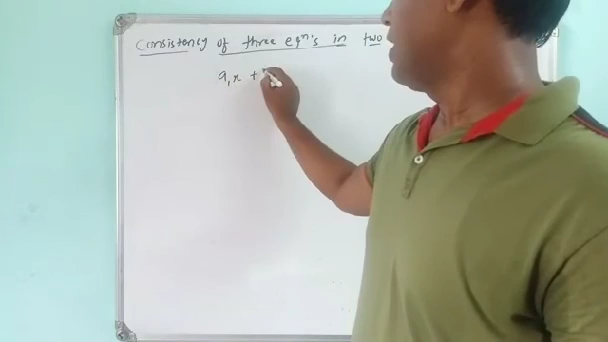 Consistency of three eqⁿ's in two
a₁x +